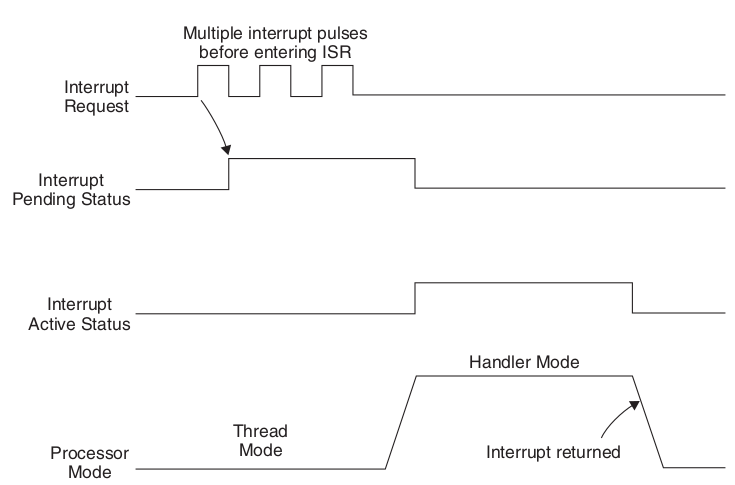 Multiple interrupt pulses
before entering ISR
Interrupt
Request
Interrupt
Pending Status
Interrupt
Active Status
Handler Mode
Thread
Mode
Interrupt returned
Processor
Mode